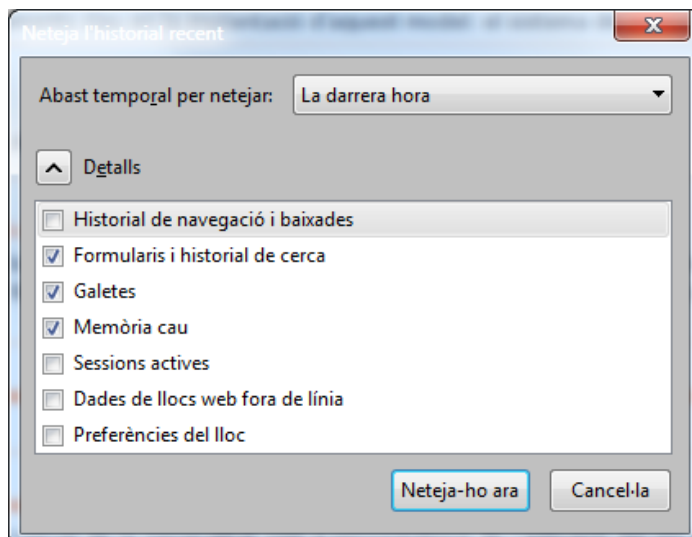 Neteja l'historial recent
Abast temporal per netejar: La darrera hora
Detalls
Historial de navegació i baixades
Formularis i historial de cerca
Galetes
Memòria cau
Sessions actives
Dades de llocs web fora de línia
Preferències del lloc
Neteja-ho ara Cancel·la